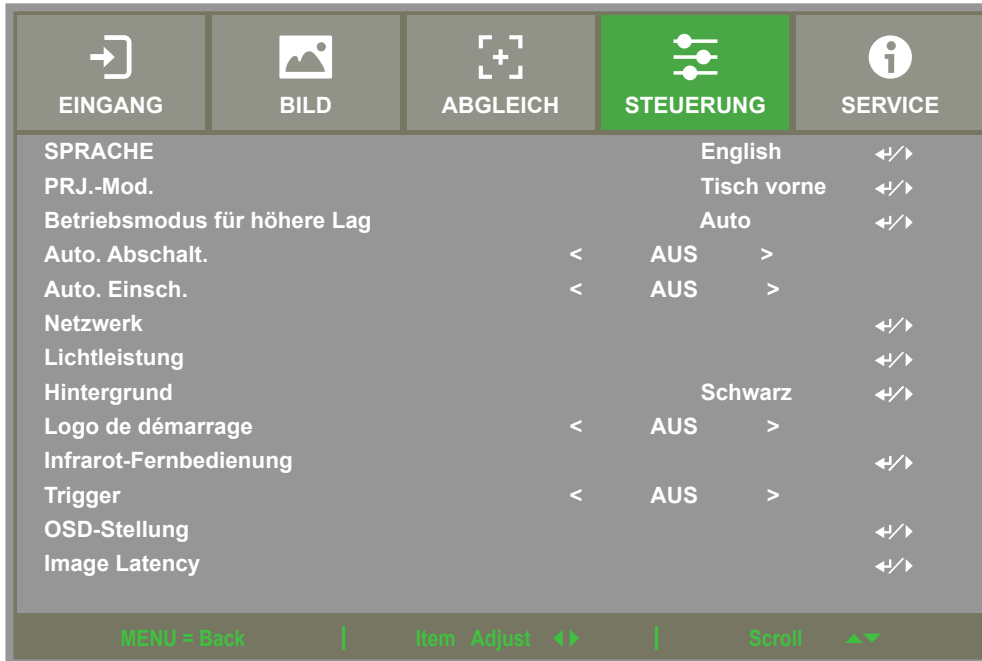 EINGANG BILD ABGLEICH STEUERUNG SERVICE
SPRACHE English
PRJ.-Mod. Tisch vorne
Betriebsmodus für höhere Lag Auto
Auto. Abschalt. < AUS >
Auto. Einsch. < AUS >
Netzwerk
Lichtleistung
Hintergrund Schwarz
Logo de démarrage < AUS >
Infrarot-Fernbedienung
Trigger < AUS >
OSD-Stellung
Image Latency
MENU = Back | Item Adjust | Scroll